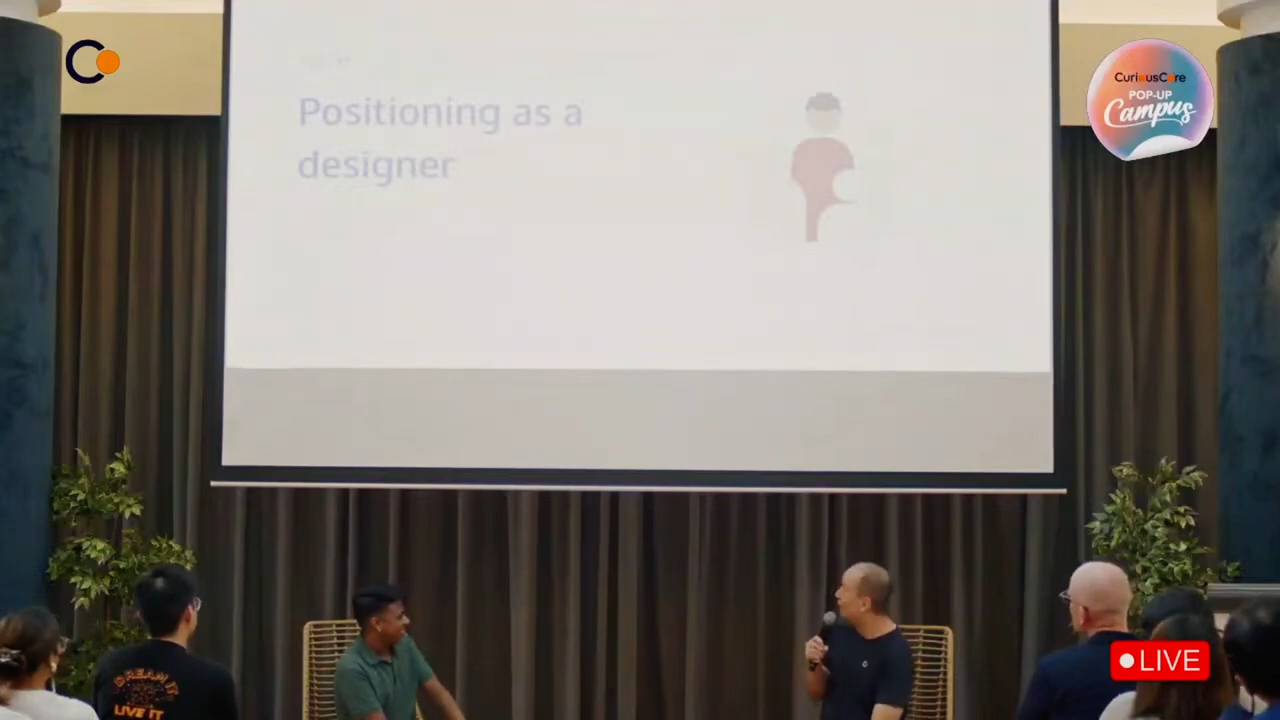 CuriousCore
POP-UP
Campus
Positioning as a
designer
DREAM IT
LIVE IT
LIVE